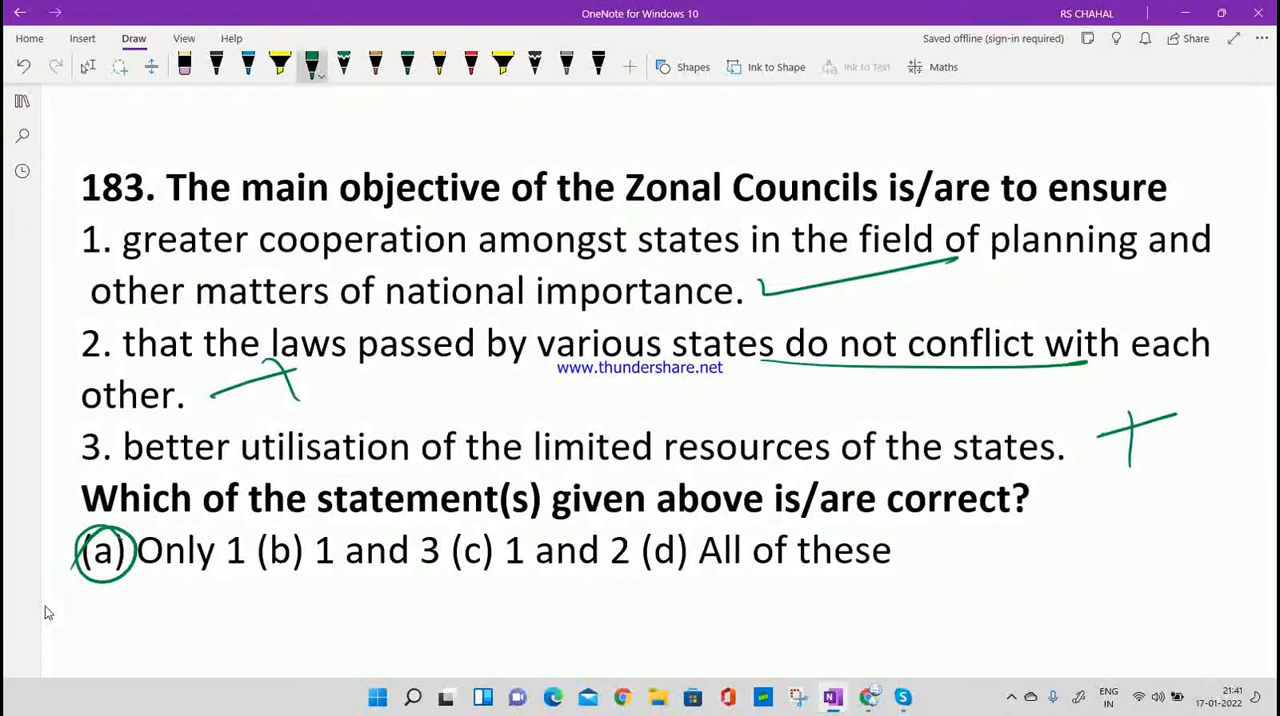 OneNote for Windows 10
RS CHAHAL
Home Insert Draw View Help
Saved offline (sign-in required)
Share
Shapes
Ink to Shape
Ink to Text
Maths
183. The main objective of the Zonal Councils is/are to ensure
1. greater cooperation amongst states in the field of planning and
other matters of national importance.
2. that the laws passed by various states do not conflict with each
www.thundershare.net
other.
3. better utilisation of the limited resources of the states.
Which of the statement(s) given above is/are correct?
(a) Only 1 (b) 1 and 3 (c) 1 and 2 (d) All of these
ENG
IN
21:41
17-01-2022